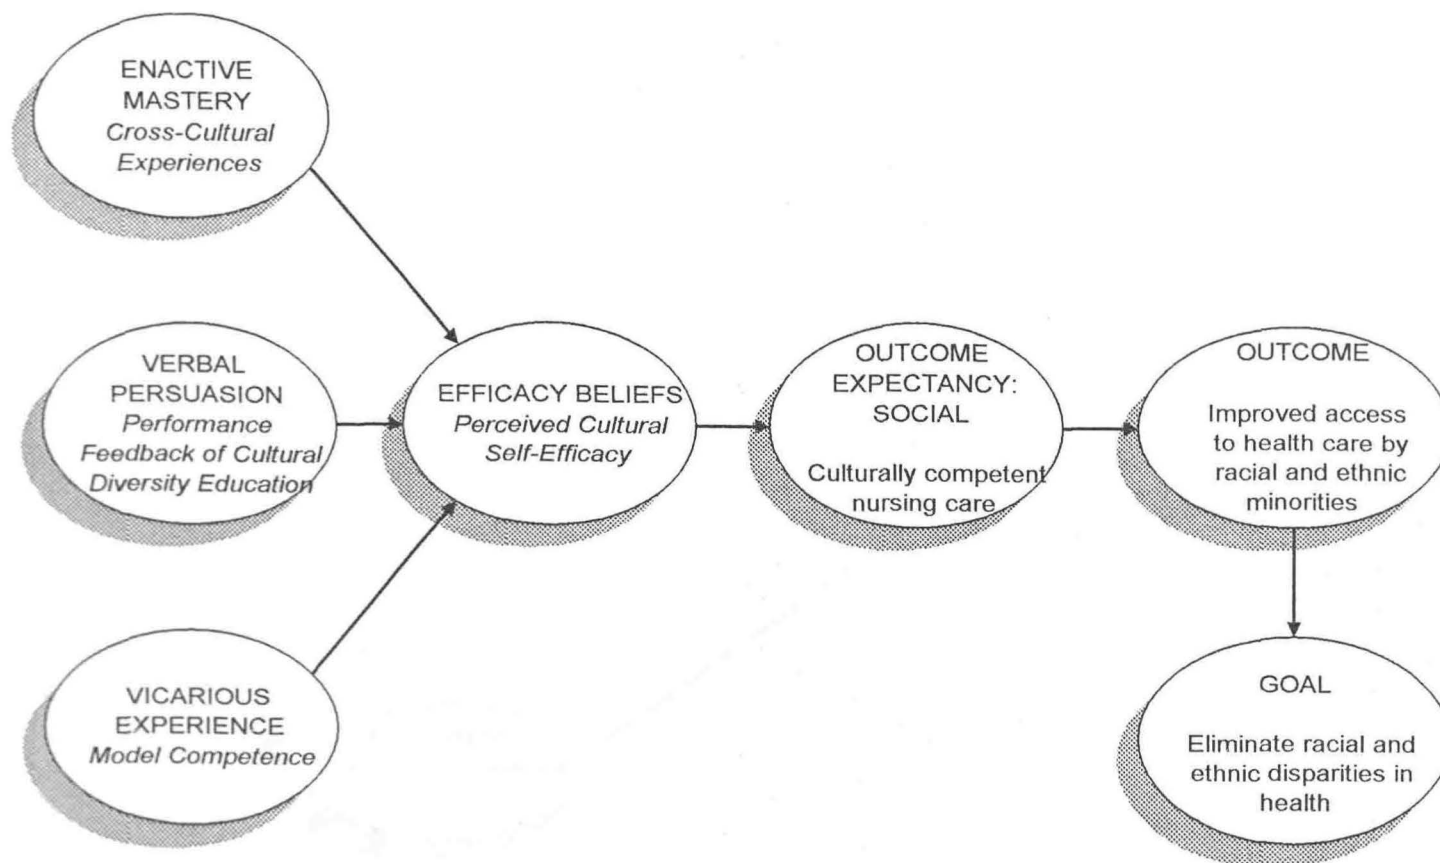 ENACTIVE
MASTERY
Cross-Cultural
Experiences
VERBAL
PERSUASION
Performance
Feedback of Cultural
Diversity Education
VICARIOUS
EXPERIENCE
Model Competence
EFFICACY BELIEFS
Perceived Cultural
Self-Efficacy
OUTCOME
EXPECTANCY:
SOCIAL
Culturally competent
nursing care
OUTCOME
Improved access
to health care by
racial and ethnic
minorities
GOAL
Eliminate racial and
ethnic disparities in
health